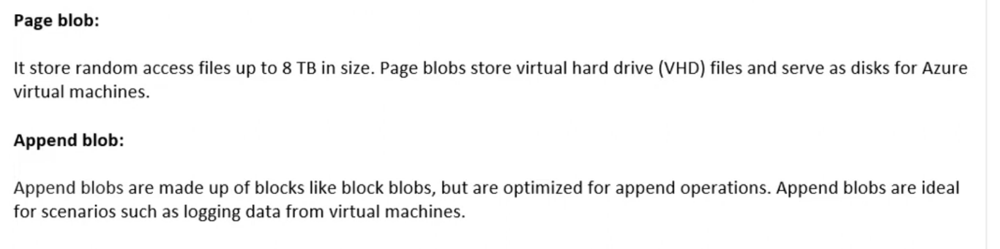 Page blob:
It store random access files up to 8 TB in size. Page blobs store virtual hard drive (VHD) files and serve as disks for Azure
virtual machines.
Append blob:
Append blobs are made up of blocks like block blobs, but are optimized for append operations. Append blobs are ideal
for scenarios such as logging data from virtual machines.